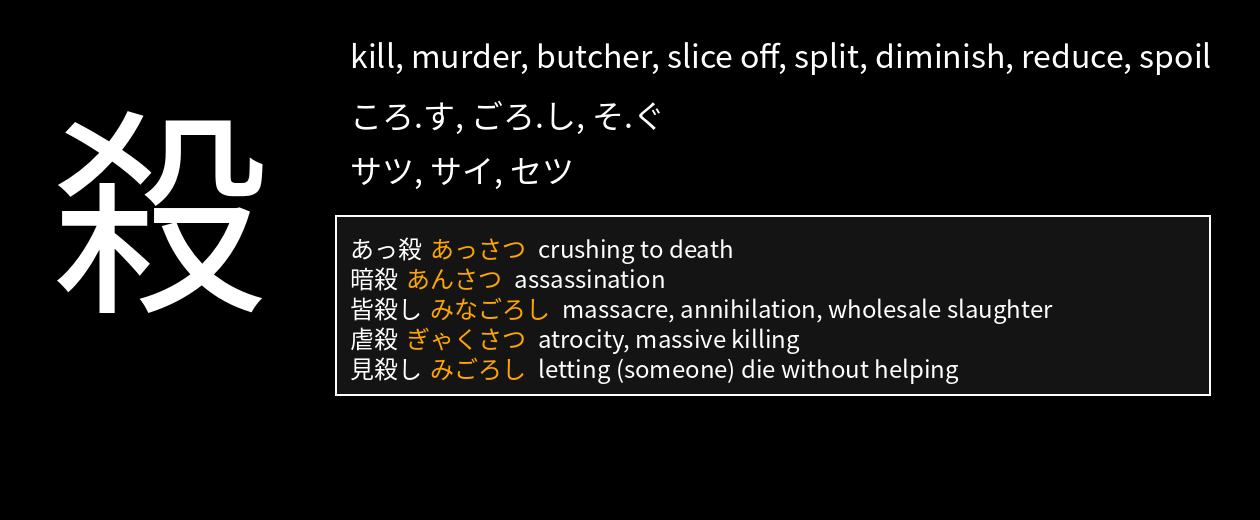 殺
kill, murder, butcher, slice off, split, diminish, reduce, spoil
ころ.す, ごろ.し, そ.ぐ
サツ, サイ, セツ
あっ殺 あっさつ crushing to death
暗殺 あんさつ assassination
皆殺し みなごろし massacre, annihilation, wholesale slaughter
虐殺 ぎゃくさつ atrocity, massive killing
見殺し みごろし letting (someone) die without helping